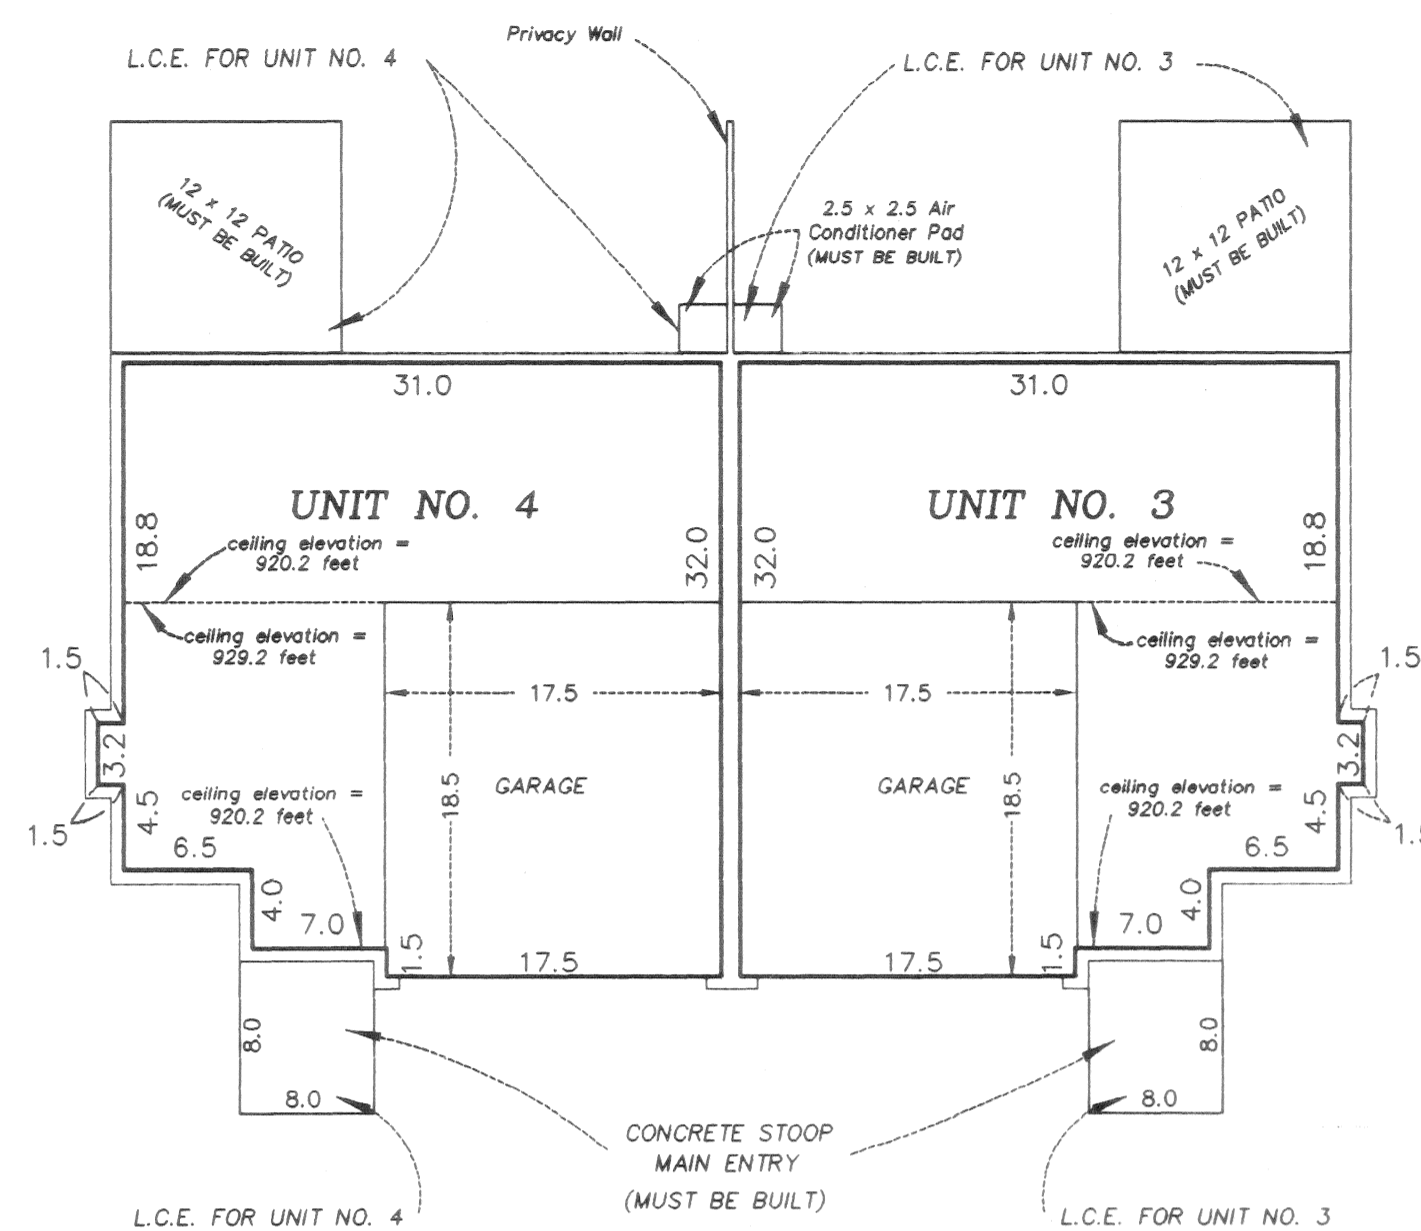 Privacy Wall
L.C.E. FOR UNIT NO. 4
L.C.E. FOR UNIT NO. 3
12 x 12 PATIO
(MUST BE BUILT)
2.5 x 2.5 Air
Conditioner Pad
(MUST BE BUILT)
12 x 12 PATIO
(MUST BE BUILT)
31.0
31.0
UNIT NO. 4
UNIT NO. 3
18.8
ceiling elevation =
920.2 feet
32.0
32.0
ceiling elevation =
920.2 feet
18.8
ceiling elevation =
929.2 feet
ceiling elevation =
929.2 feet
1.5
1.5
17.5
17.5
3.2
3.2
GARAGE
GARAGE
18.5
18.5
ceiling elevation =
920.2 feet
ceiling elevation =
920.2 feet
4.5
4.5
1.5
1.5
6.5
6.5
4.0
4.0
7.0
7.0
1.5
1.5
17.5
17.5
8.0
8.0
8.0
8.0
CONCRETE STOOP
MAIN ENTRY
(MUST BE BUILT)
L.C.E. FOR UNIT NO. 4
L.C.E. FOR UNIT NO. 3